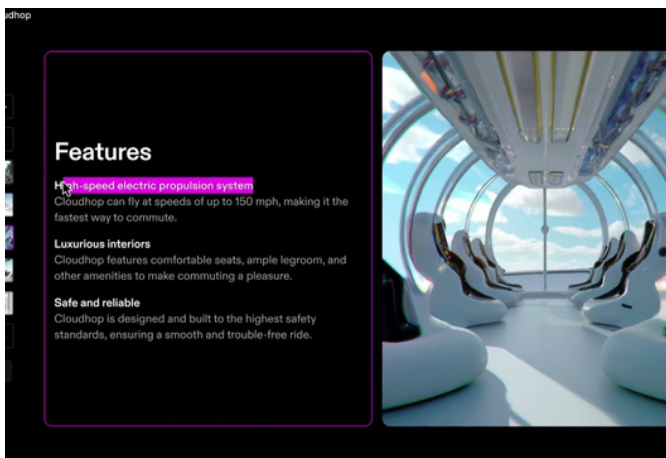 Features
High-speed electric propulsion system
Cloudhop can fly at speeds of up to 150 mph, making it the
fastest way to commute.
Luxurious interiors
Cloudhop features comfortable seats, ample legroom, and
other amenities to make commuting a pleasure.
Safe and reliable
Cloudhop is designed and built to the highest safety
standards, ensuring a smooth and trouble-free ride.